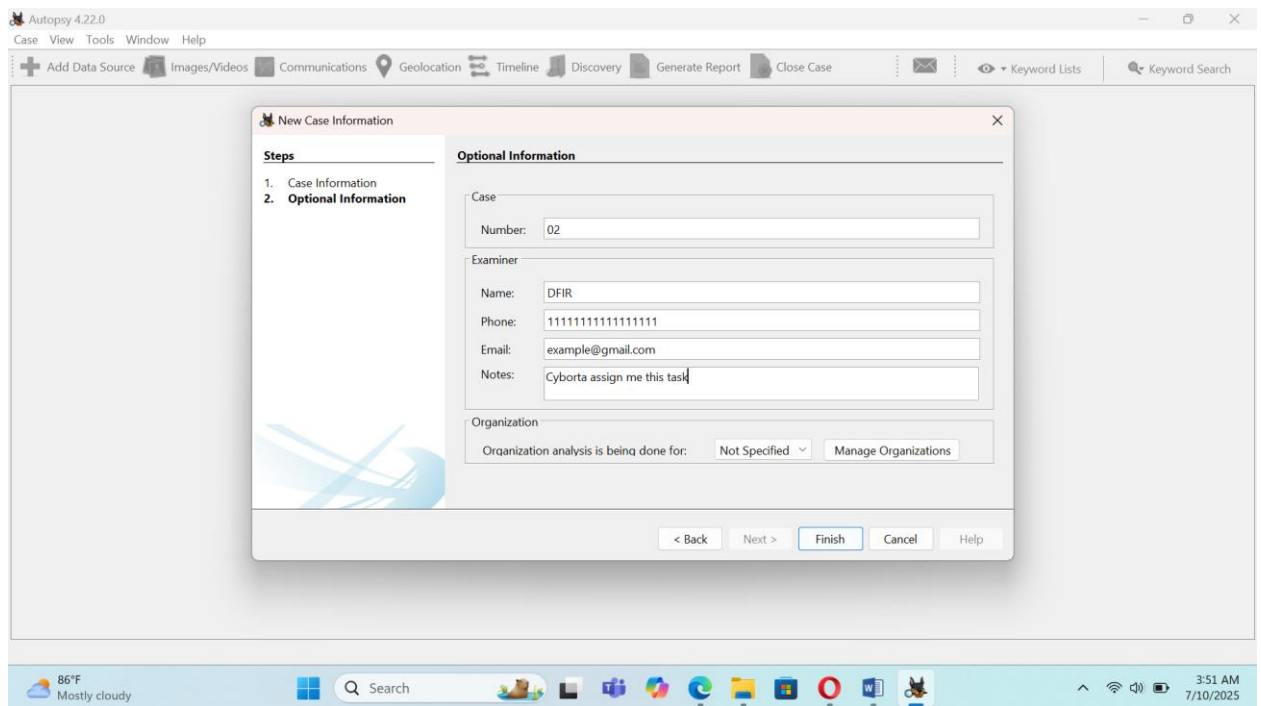 Autopsy 4.22.0
Case View Tools Window Help
Add Data Source Images/Videos Communications Geolocation Timeline Discovery Generate Report Close Case Keyword Lists Keyword Search
New Case Information
Steps
1. Case Information
2. Optional Information
Optional Information
Case
Number: 02
Examiner
Name: DFIR
Phone: 11111111111111111
Email: example@gmail.com
Notes: Cyborta assign me this task
Organization
Organization analysis is being done for: Not Specified Manage Organizations
< Back Next > Finish Cancel Help
86°F
Mostly cloudy
Search
3:51 AM
7/10/2025